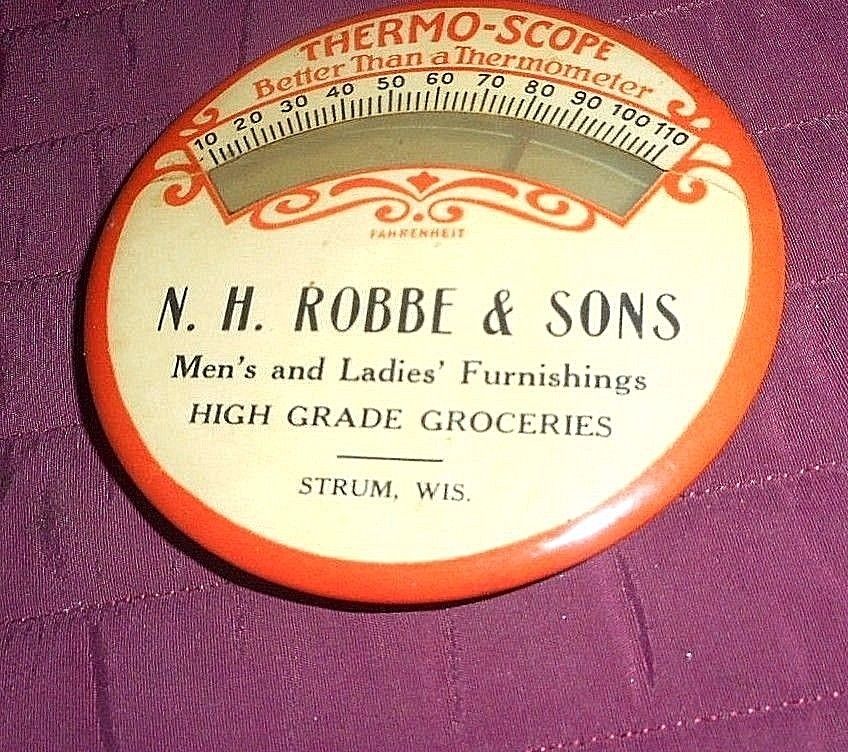 THERMO-SCOPE
Better Than a Thermometer
10 20 30 40 50 60 70 80 90 100 110
FAHRENHEIT
N. H. ROBBE & SONS
Men's and Ladies' Furnishings
HIGH GRADE GROCERIES
STRUM, WIS.